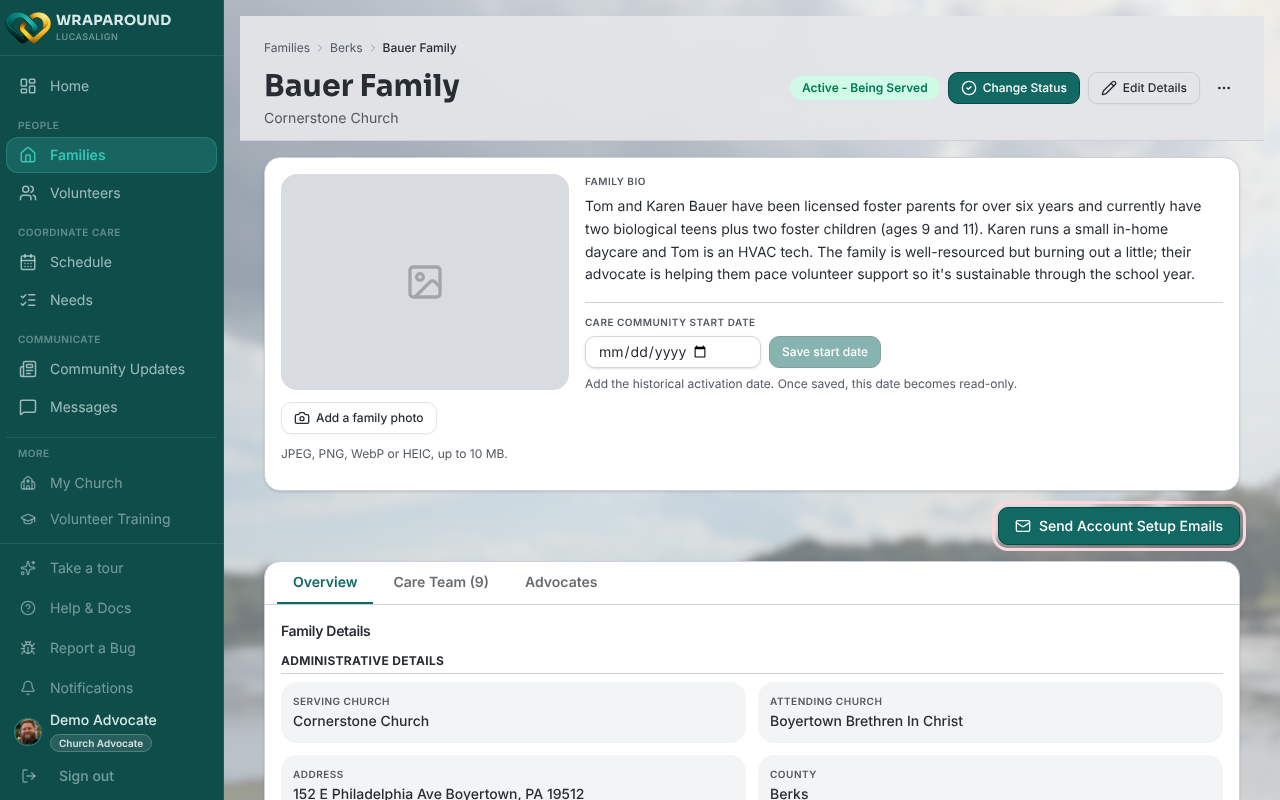 WRAPAROUND
LUCASALIGN
Home
PEOPLE
Families
Volunteers
COORDINATE CARE
Schedule
Needs
COMMUNICATE
Community Updates
Messages
MORE
My Church
Volunteer Training
Take a tour
Help & Docs
Report a Bug
Notifications
Demo Advocate
Church Advocate
Sign out
Families > Berks > Bauer Family
Bauer Family
Cornerstone Church
Active - Being Served
Change Status
Edit Details
FAMILY BIO
Tom and Karen Bauer have been licensed foster parents for over six years and currently have
two biological teens plus two foster children (ages 9 and 11). Karen runs a small in-home
daycare and Tom is an HVAC tech. The family is well-resourced but burning out a little; their
advocate is helping them pace volunteer support so it's sustainable through the school year.
CARE COMMUNITY START DATE
mm/dd/yyyy
Save start date
Add the historical activation date. Once saved, this date becomes read-only.
Add a family photo
JPEG, PNG, WebP or HEIC, up to 10 MB.
Send Account Setup Emails
Overview
Care Team (9)
Advocates
Family Details
ADMINISTRATIVE DETAILS
SERVING CHURCH
Cornerstone Church
ATTENDING CHURCH
Boyertown Brethren In Christ
ADDRESS
152 E Philadelphia Ave Boyertown, PA 19512
COUNTY
Berks